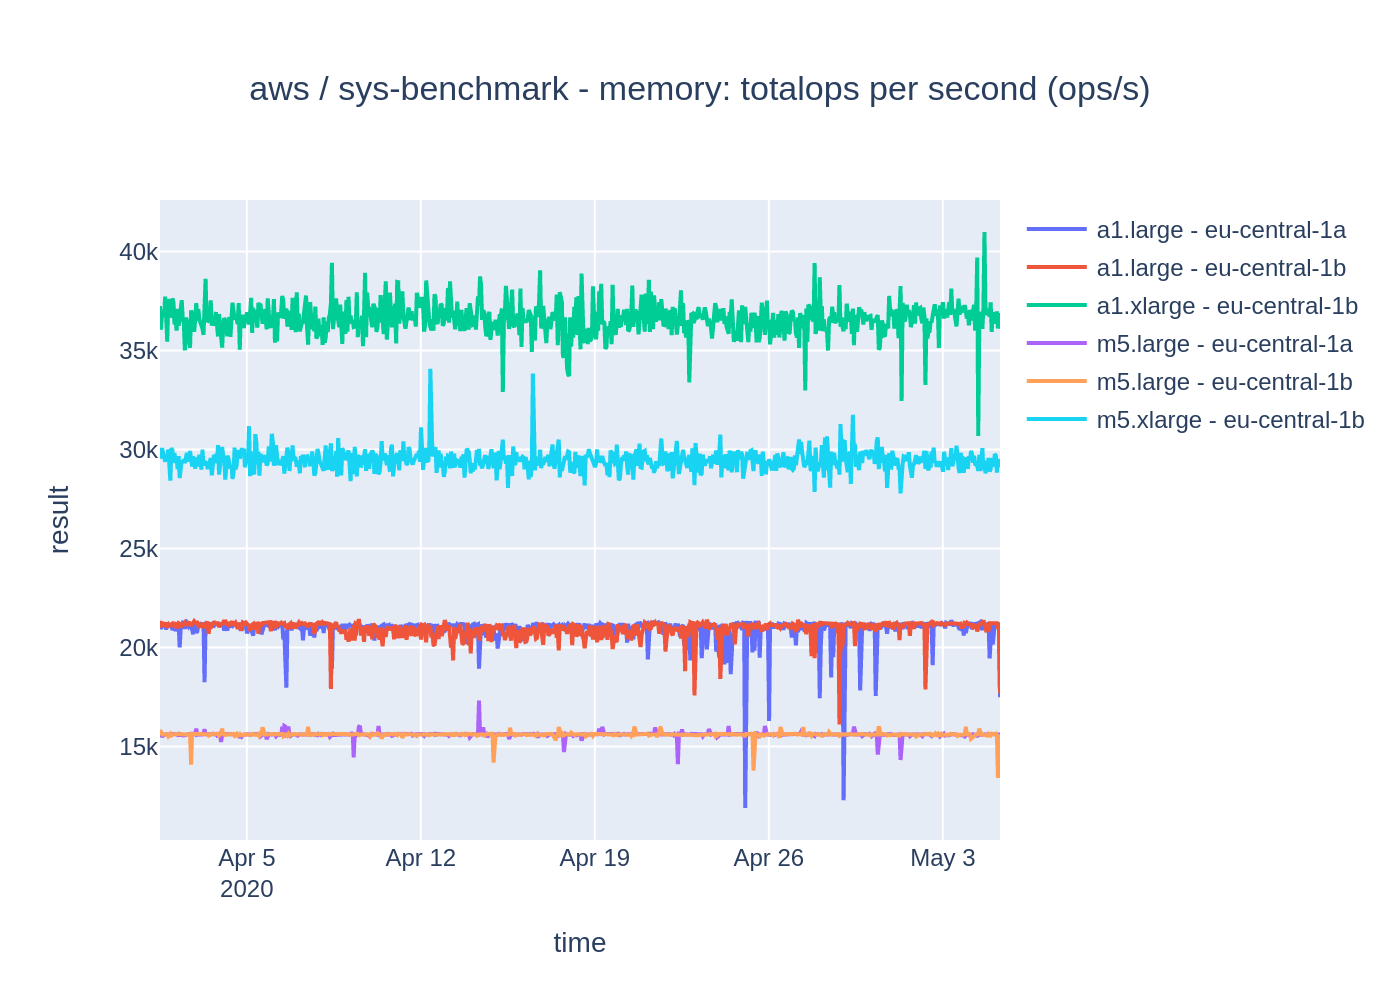 aws / sys-benchmark - memory: totalops per second (ops/s)
40k
35k
30k
25k
20k
15k
result
Apr 5
2020
Apr 12
Apr 19
Apr 26
May 3
time
a1.large - eu-central-1a
a1.large - eu-central-1b
a1.xlarge - eu-central-1b
m5.large - eu-central-1a
m5.large - eu-central-1b
m5.xlarge - eu-central-1b